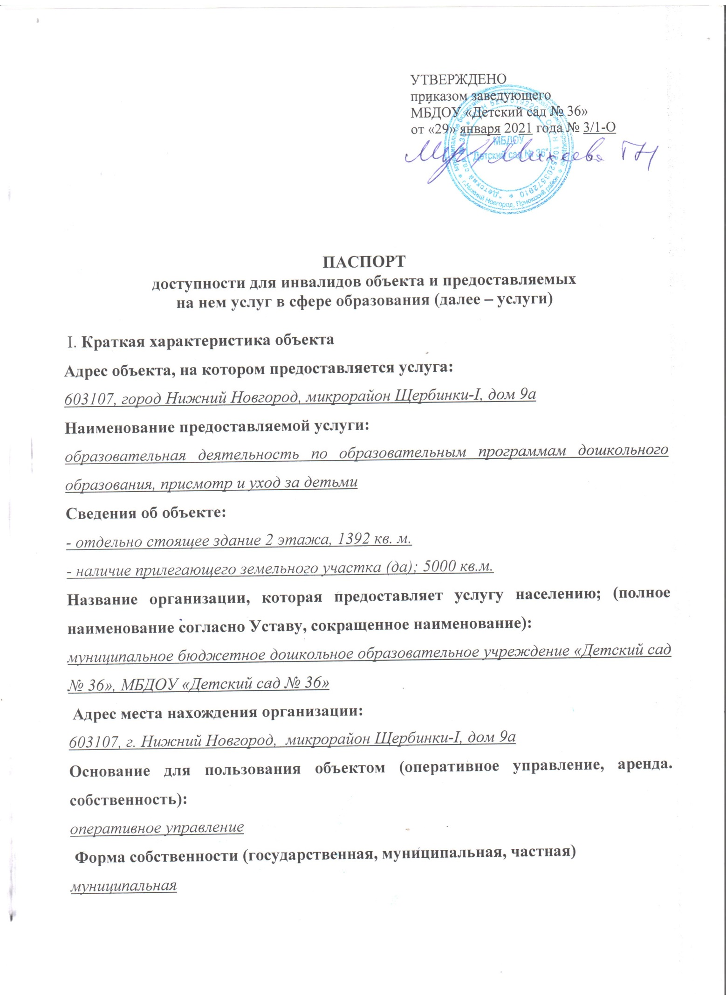 УТВЕРЖДЕНО
приказом заведующего
МБДОУ «Детский сад № 36»
от «29» января 2021 года № 3/1-О
Михеева ГН
МБДОУ
"Детский сад № 36"
ПАСПОРТ
доступности для инвалидов объекта и предоставляемых
на нем услуг в сфере образования (далее – услуги)
I. Краткая характеристика объекта
Адрес объекта, на котором предоставляется услуга:
603107, город Нижний Новгород, микрорайон Щербинки-I, дом 9а
Наименование предоставляемой услуги:
образовательная деятельность по образовательным программам дошкольного
образования, присмотр и уход за детьми
Сведения об объекте:
- отдельно стоящее здание 2 этажа, 1392 кв. м.
- наличие прилегающего земельного участка (да); 5000 кв.м.
Название организации, которая предоставляет услугу населению; (полное
наименование согласно Уставу, сокращенное наименование):
муниципальное бюджетное дошкольное образовательное учреждение «Детский сад
№ 36», МБДОУ «Детский сад № 36»
Адрес места нахождения организации:
603107, г. Нижний Новгород, микрорайон Щербинки-I, дом 9а
Основание для пользования объектом (оперативное управление, аренда.
собственность):
оперативное управление
Форма собственности (государственная, муниципальная, частная)
муниципальная